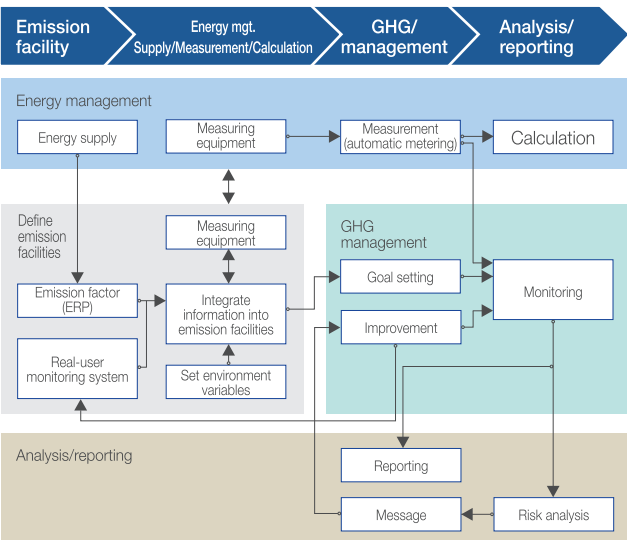 Emission
facility
Energy mgt.
Supply/Measurement/Calculation
GHG/
management
Analysis/
reporting
Energy management
Energy supply
Measuring
equipment
Measurement
(automatic metering)
Calculation
Define
emission
facilities
Measuring
equipment
GHG
management
Emission factor
(ERP)
Integrate
information into
emission facilities
Goal setting
Monitoring
Improvement
Real-user
monitoring system
Set environment
variables
Analysis/reporting
Reporting
Message
Risk analysis